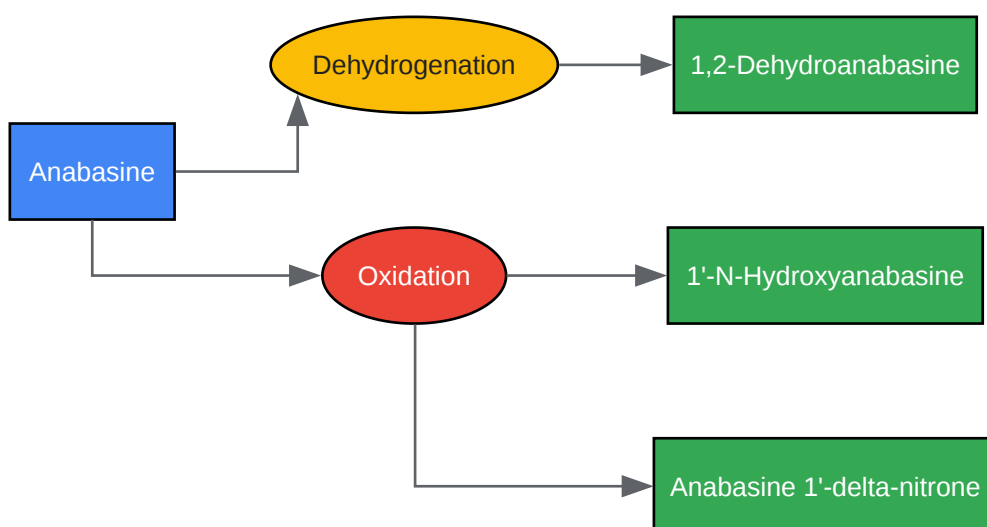 Dehydrogenation
1,2-Dehydroanabasine
Anabasine
Oxidation
1'-N-Hydroxyanabasine
Anabasine 1'-delta-nitrone